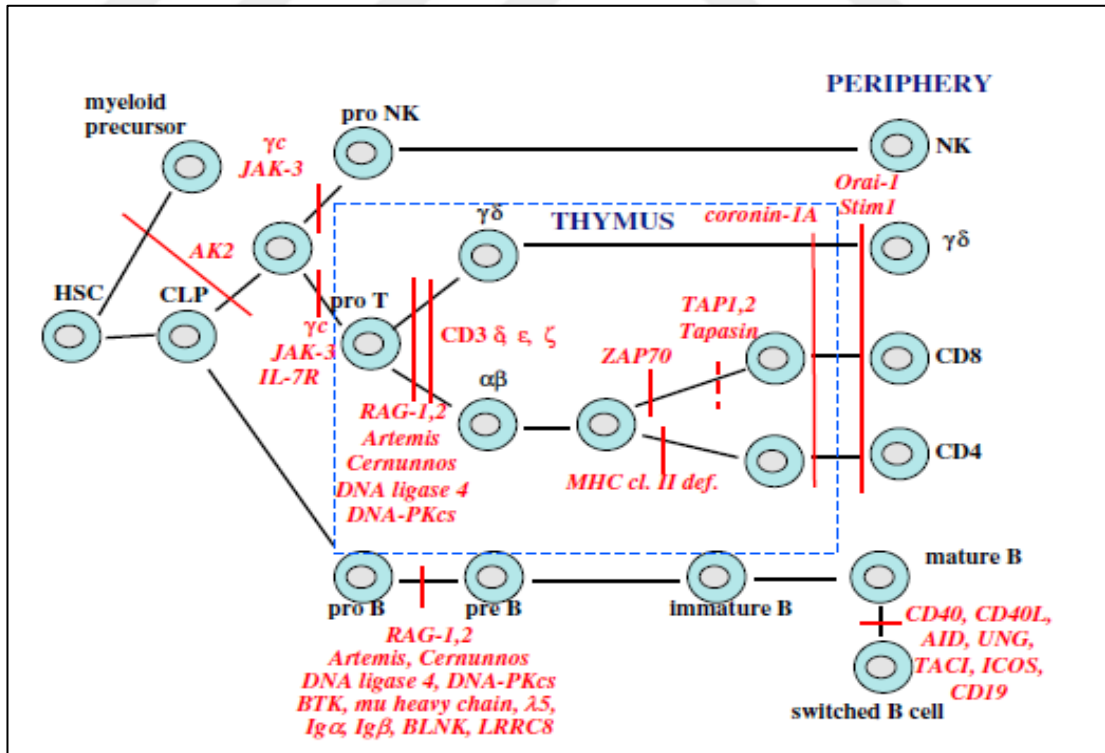 PERIPHERY
myeloid
precursor
pro NK
NK
γc
JAK-3
Orai-1
Stim1
γδ
THYMUS
coronin-1A
γδ
AK2
HSC
CLP
pro T
γc
JAK-3
IL-7R
CD3 δ, ε, ζ
TAP1,2
Tapasin
ZAP70
CD8
αβ
RAG-1,2
Artemis
Cernunnos
DNA ligase 4
DNA-PKcs
MHC cl. II def.
CD4
pro B
pre B
immature B
mature B
RAG-1,2
Artemis, Cernunnos
DNA ligase 4, DNA-PKcs
BTK, mu heavy chain, λ5,
Igα, Igβ, BLNK, LRRC8
CD40, CD40L,
AID, UNG,
TACI, ICOS,
CD19
switched B cell